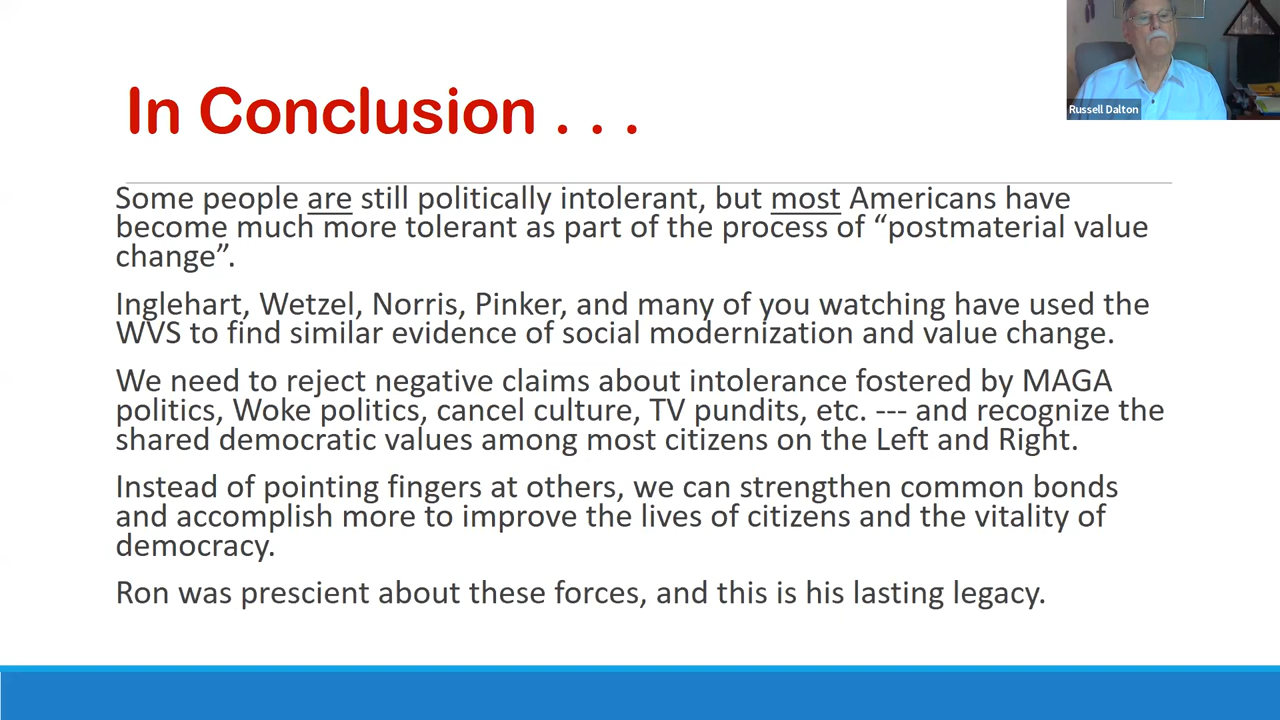 In Conclusion . . .
Russell Dalton
Some people are still politically intolerant, but most Americans have
become much more tolerant as part of the process of “postmaterial value
change”.
Inglehart, Wetzel, Norris, Pinker, and many of you watching have used the
WVS to find similar evidence of social modernization and value change.
We need to reject negative claims about intolerance fostered by MAGA
politics, Woke politics, cancel culture, TV pundits, etc. --- and recognize the
shared democratic values among most citizens on the Left and Right.
Instead of pointing fingers at others, we can strengthen common bonds
and accomplish more to improve the lives of citizens and the vitality of
democracy.
Ron was prescient about these forces, and this is his lasting legacy.